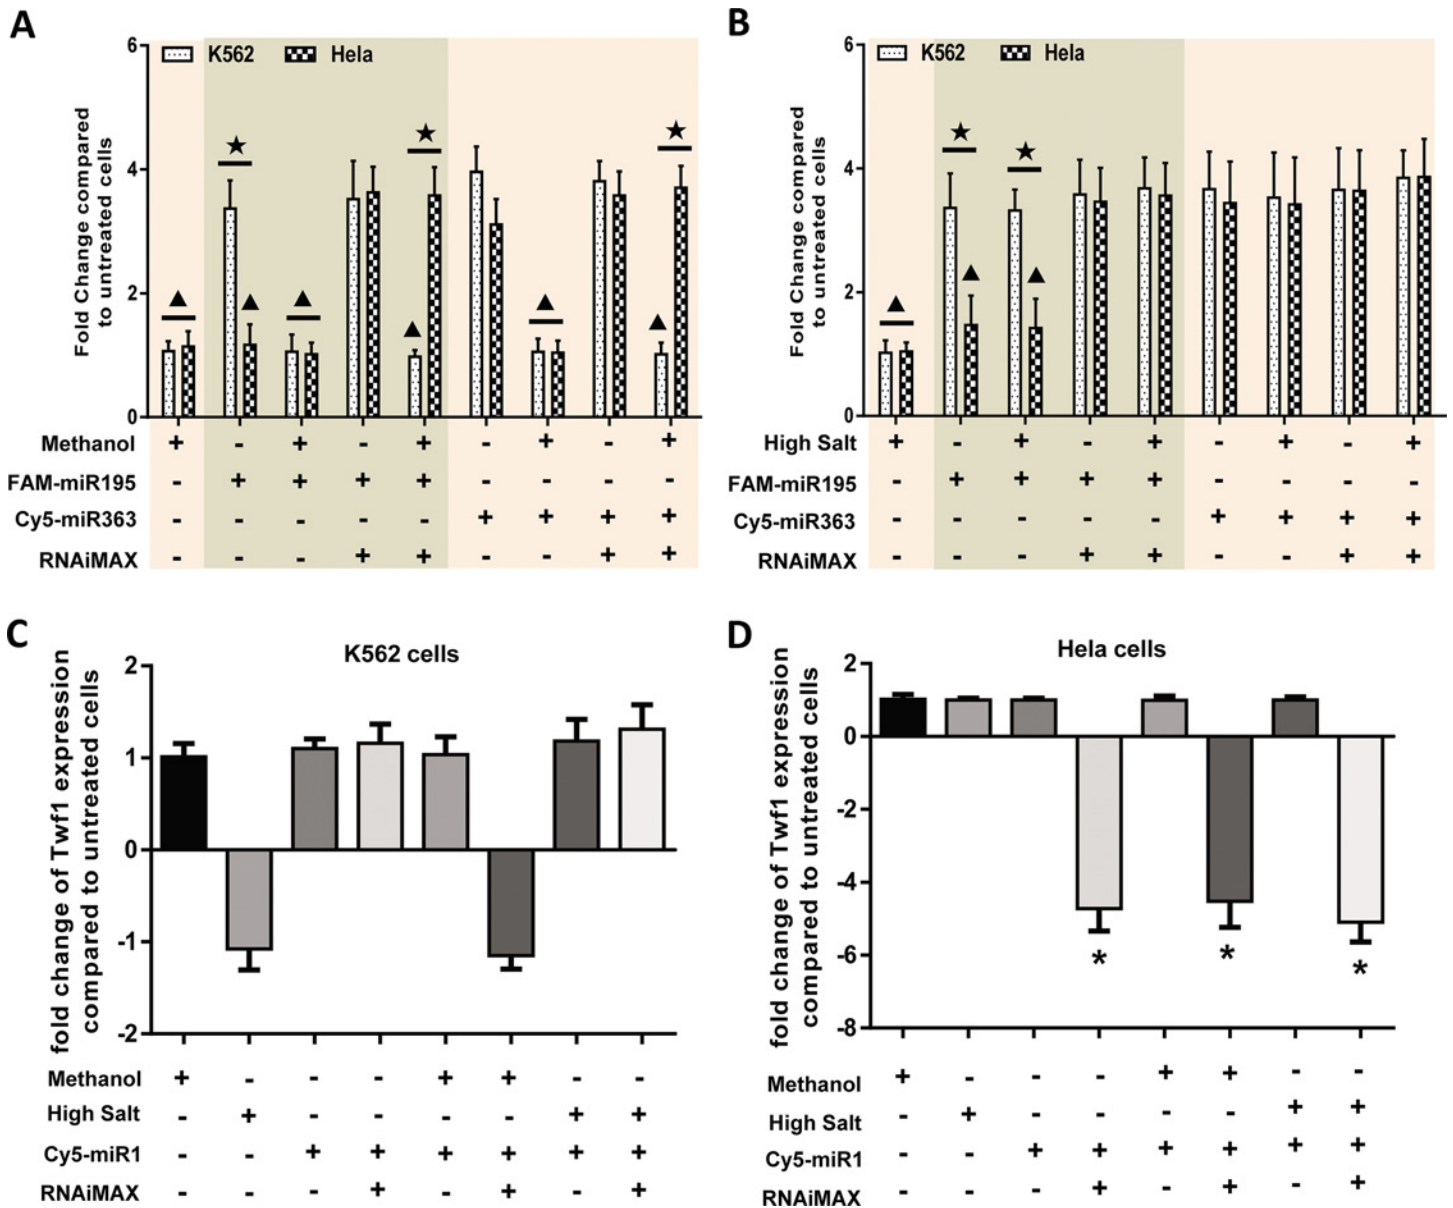 A
Fold Change compared
to untreated cells
K562 Hela
6
4
2
0
Methanol + - + - + - + - +
FAM-miR195 - + + + + - - - -
Cy5-miR363 - - - - - + + + +
RNAiMAX - - - + + - - + +
B
Fold Change compared
to untreated cells
K562 Hela
6
4
2
0
High Salt + - + - + - + - +
FAM-miR195 - + + + + - - - -
Cy5-miR363 - - - - - + + + +
RNAiMAX - - - + + - - + +
C
K562 cells
fold change of Twf1 expression
compared to untreated cells
2
1
0
-1
-2
Methanol + - - - + + - -
High Salt - + - - - - + +
Cy5-miR1 - - + + + + + +
RNAiMAX - - - + - + - +
D
Hela cells
fold change of Twf1 expression
compared to untreated cells
2
0
-2
-4
-6
-8
* * *
Methanol + - - - + + - -
High Salt - + - - - - + +
Cy5-miR1 - - + + + + + +
RNAiMAX - - - + - + - +